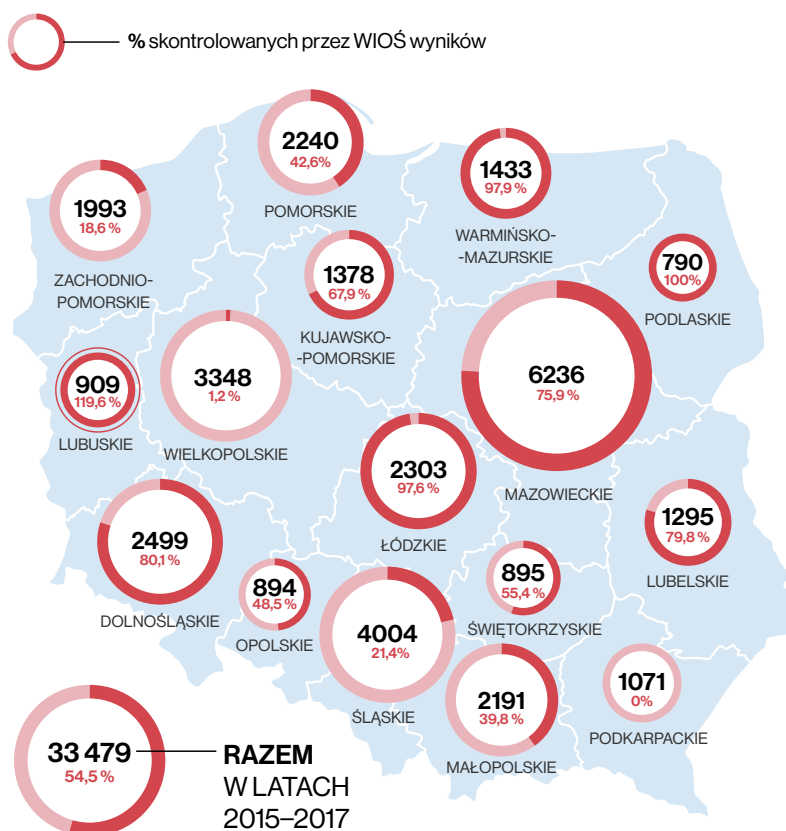 % skontrolowanych przez WIOŚ wyników
2240
42,6%
POMORSKIE
1433
97,9 %
WARMIŃSKO-
-MAZURSKIE
1993
18,6 %
ZACHODNIO-
POMORSKIE
1378
67,9 %
KUJAWSKO-
-POMORSKIE
790
100%
PODLASKIE
909
119,6 %
LUBUSKIE
3348
1,2 %
WIELKOPOLSKIE
6236
75,9 %
MAZOWIECKIE
2303
97,6 %
ŁÓDZKIE
2499
80,1 %
DOLNOŚLĄSKIE
1295
79,8 %
LUBELSKIE
894
48,5 %
OPOLSKIE
895
55,4 %
ŚWIĘTOKRZYSKIE
4004
21,4%
ŚLĄSKIE
2191
39,8 %
MAŁOPOLSKIE
1071
0%
PODKARPACKIE
33 479
54,5 %
RAZEM
W LATACH
2015–2017